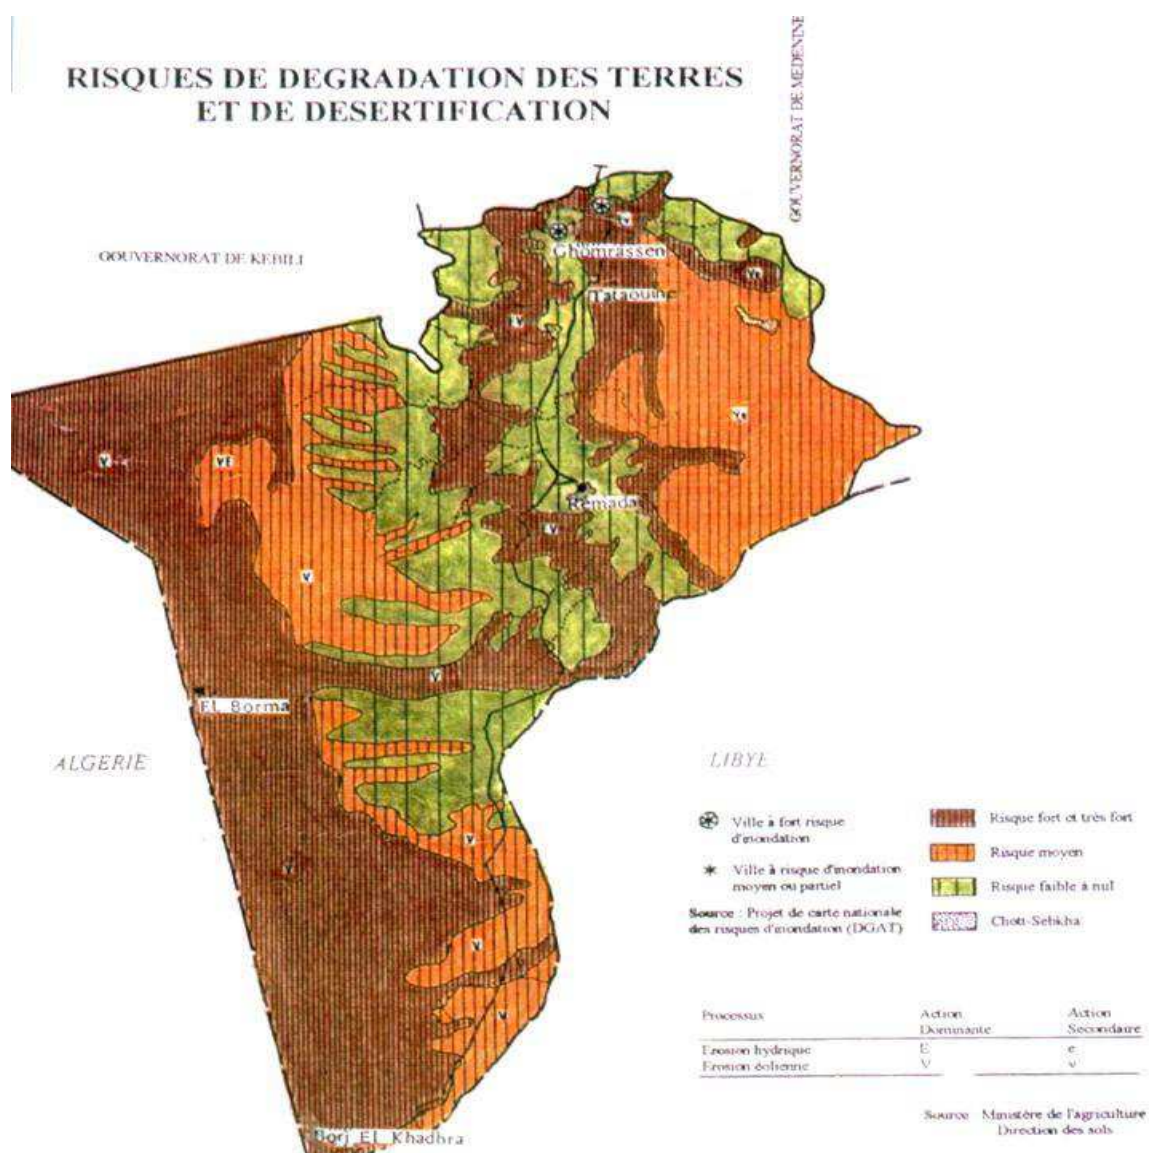 RISQUES DE DEGRADATION DES TERRES
ET DE DESERTIFICATION
GOUVERNORAT DE MEDENINE
GOUVERNORAT DE KEBILI
Ghomrassen
Tataouine
Remada
EL Borma
Borj EL Khadhra
ALGERIE
LIBYE
V
V
Ve
V
Ve
V
VE
V
V
V
V
V
V
V
Ville à fort risque
d'inondation
Ville à risque d'inondation
moyen ou partiel
Source : Projet de carte nationale
des risques d'inondation (DGAT)
Risque fort et très fort
Risque moyen
Risque faible à nul
Chott-Sebkha
Processus Action Dominante Action Secondaire
Erosion hydrique E e
Erosion éolienne V v
Source Ministère de l'agriculture
Direction des sols